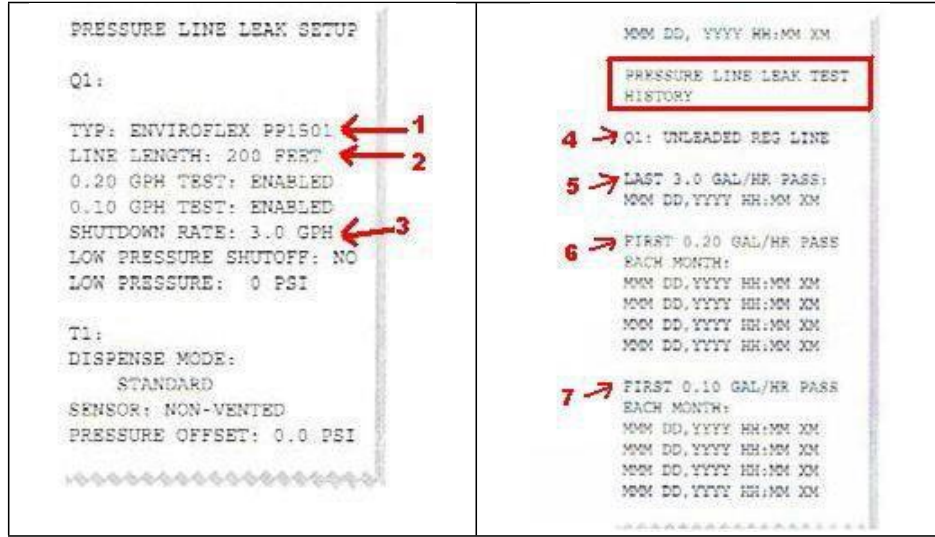 PRESSURE LINE LEAK SETUP
Q1:
TYP: ENVIROFLEX PP1501 1
LINE LENGTH: 200 FEET 2
0.20 GPH TEST: ENABLED
0.10 GPH TEST: ENABLED
SHUTDOWN RATE: 3.0 GPH 3
LOW PRESSURE SHUTOFF: NO
LOW PRESSURE: 0 PSI
T1:
DISPENSE MODE:
STANDARD
SENSOR: NON-VENTED
PRESSURE OFFSET: 0.0 PSI
MMM DD, YYYY HH:MM XM
PRESSURE LINE LEAK TEST
HISTORY
4 Q1: UNLEADED REG LINE
5 LAST 3.0 GAL/HR PASS:
MMM DD,YYYY HH:MM XM
6 FIRST 0.20 GAL/HR PASS
EACH MONTH:
MMM DD,YYYY HH:MM XM
MMM DD,YYYY HH:MM XM
MMM DD,YYYY HH:MM XM
MMM DD,YYYY HH:MM XM
7 FIRST 0.10 GAL/HR PASS
EACH MONTH:
MMM DD,YYYY HH:MM XM
MMM DD,YYYY HH:MM XM
MMM DD,YYYY HH:MM XM
MMM DD,YYYY HH:MM XM